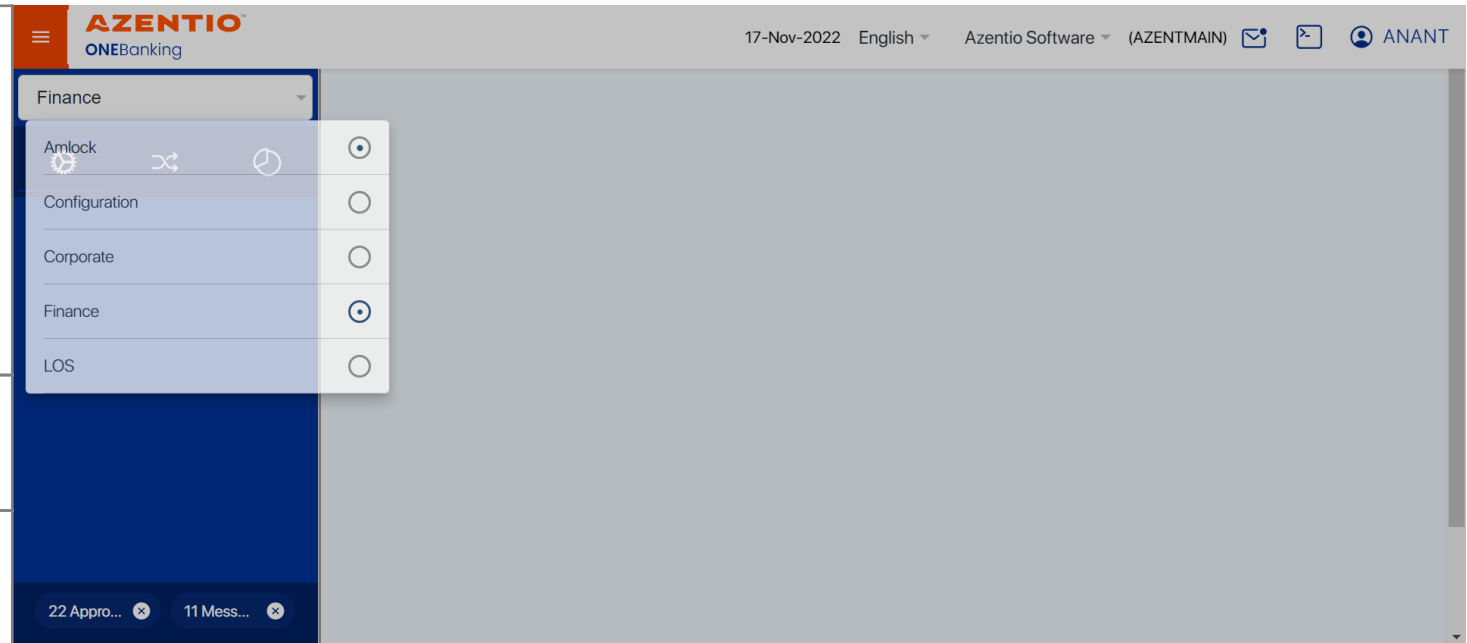 AZENTIO™
ONEBanking
17-Nov-2022 English Azentio Software (AZENTMAIN) ANANT
Finance
Amlock
Configuration
Corporate
Finance
LOS
22 Appro... 11 Mess...